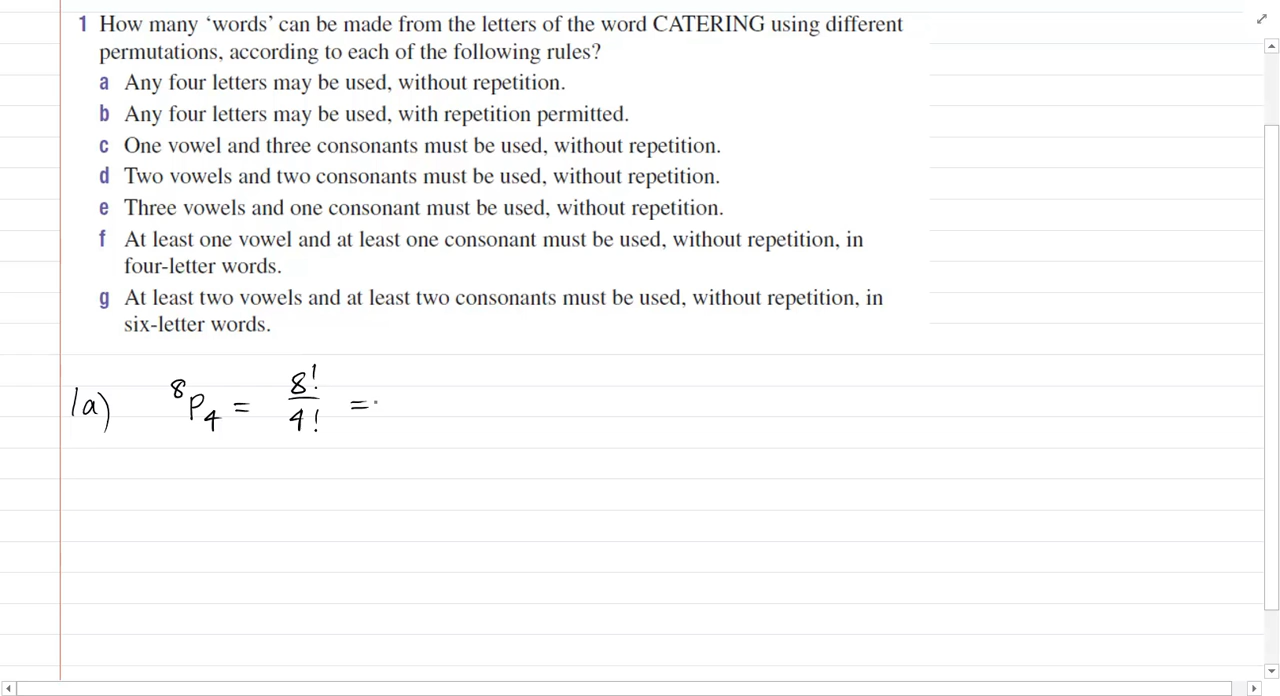 1 How many ‘words’ can be made from the letters of the word CATERING using different
permutations, according to each of the following rules?
a Any four letters may be used, without repetition.
b Any four letters may be used, with repetition permitted.
c One vowel and three consonants must be used, without repetition.
d Two vowels and two consonants must be used, without repetition.
e Three vowels and one consonant must be used, without repetition.
f At least one vowel and at least one consonant must be used, without repetition, in
four-letter words.
g At least two vowels and at least two consonants must be used, without repetition, in
six-letter words.
1a) ⁸P₄ = 8!/4! =